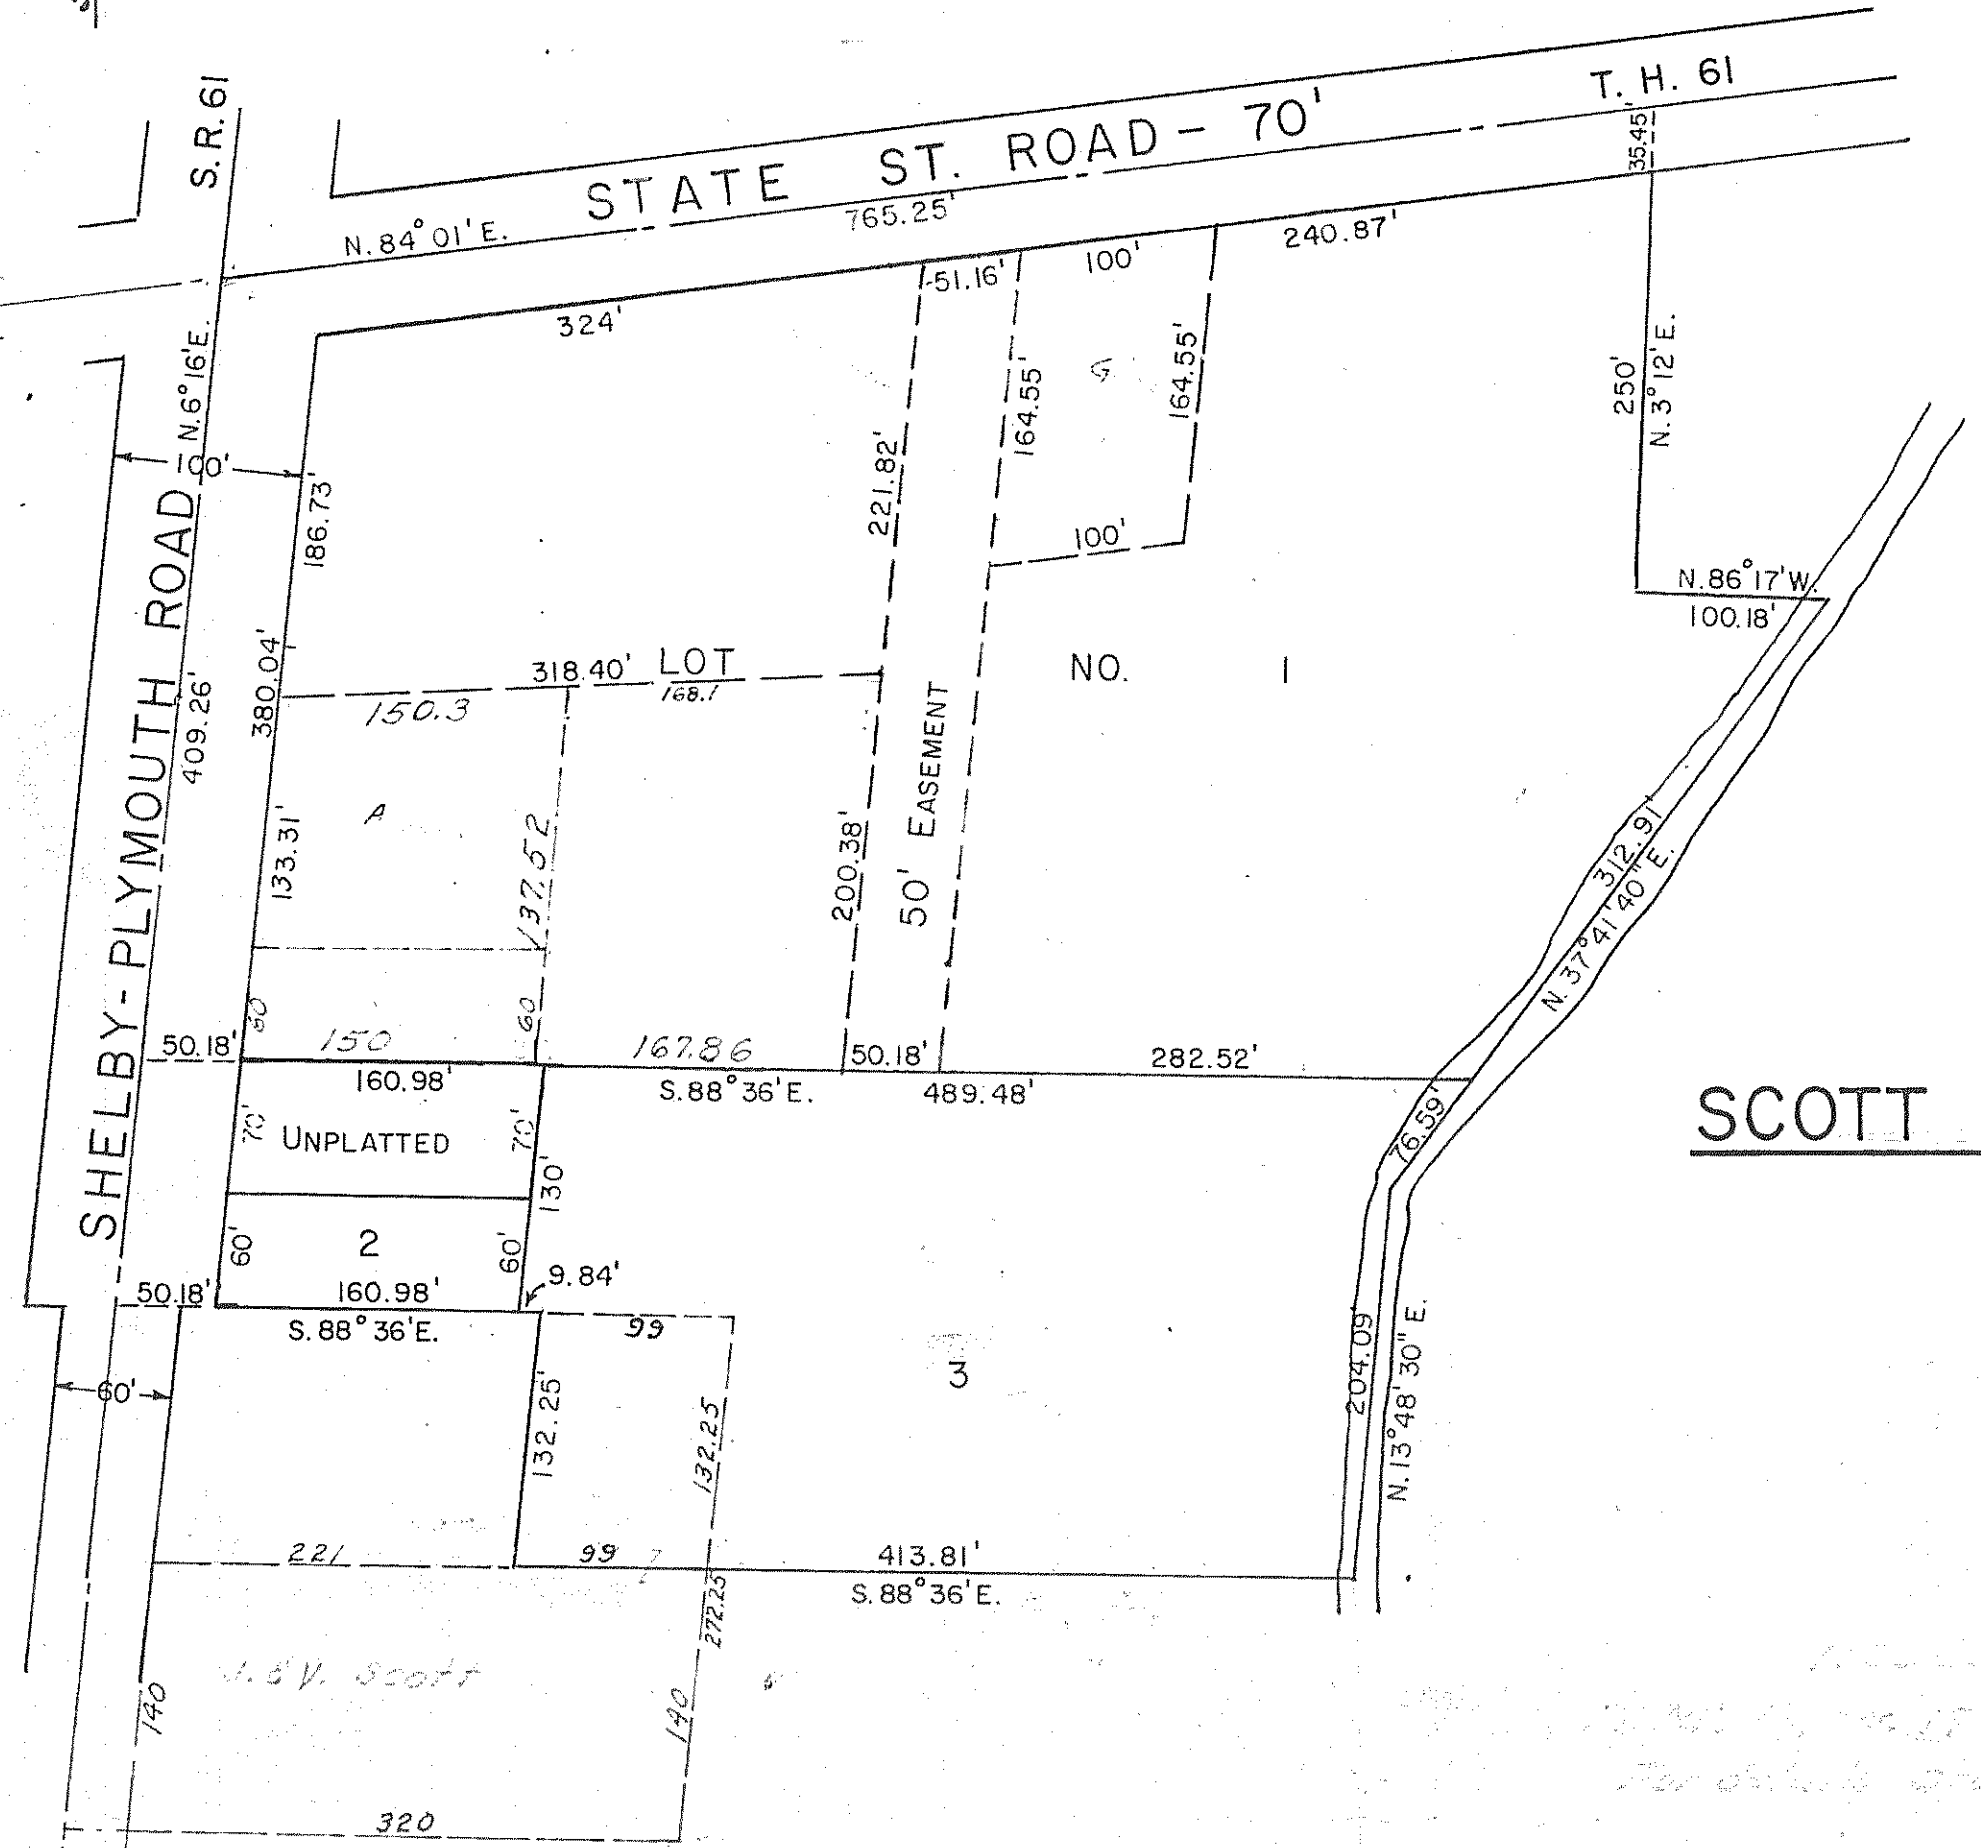 S.R. 61
T. H. 61
STATE ST. ROAD - 70'
35.45'
N. 84° 01' E.
765.25'
240.87'
100'
-51.16'
324'
N. 6° 16' E.
164.55'
164.55'
250'
N. 3° 12' E.
100'
221.82'
186.73'
100'
N. 86° 17' W.
100.18'
318.40' LOT NO. 1
168.1
150.3
380.04'
409.26'
SHELBY-PLYMOUTH ROAD
50' EASEMENT
A
133.31'
137.52
200.38'
312.91'
N. 37° 41' 40" E.
60
60
50.18'
150
167.86
50.18'
282.52'
160.98'
S. 88° 36' E.
489.48'
76.59'
SCOTT
70'
UNPLATTED
70'
130'
60'
2
60'
9.84'
50.18'
160.98'
S. 88° 36' E.
99
3
60'
132.25'
132.25
204.09
N. 13° 48' 30" E.
221
99
413.81'
S. 88° 36' E.
272.25
J. & V. Scott
140
140
320